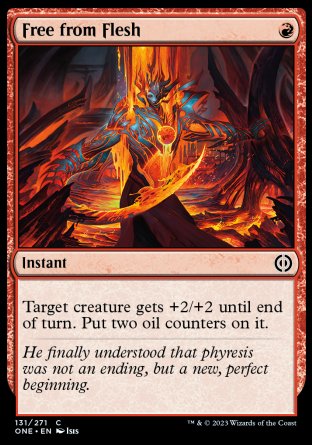 Free from Flesh
Instant
Target creature gets +2/+2 until end
of turn. Put two oil counters on it.
He finally understood that phyresis
was not an ending, but a new, perfect
beginning.
131/271 C
ONE • EN Isis
™ & © 2023 Wizards of the Coast